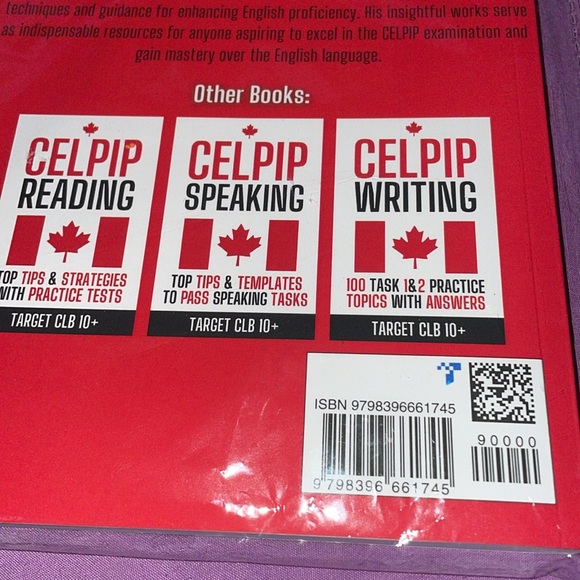 techniques and guidance for enhancing English proficiency. His insightful works serve
as indispensable resources for anyone aspiring to excel in the CELPIP examination and
gain mastery over the English language.
Other Books:
CELPIP
READING
TOP TIPS & STRATEGIES
WITH PRACTICE TESTS
TARGET CLB 10+
CELPIP
SPEAKING
TOP TIPS & TEMPLATES
TO PASS SPEAKING TASKS
TARGET CLB 10+
CELPIP
WRITING
100 TASK 1&2 PRACTICE
TOPICS WITH ANSWERS
TARGET CLB 10+
ISBN 9798396661745
90000
9 798396 661745